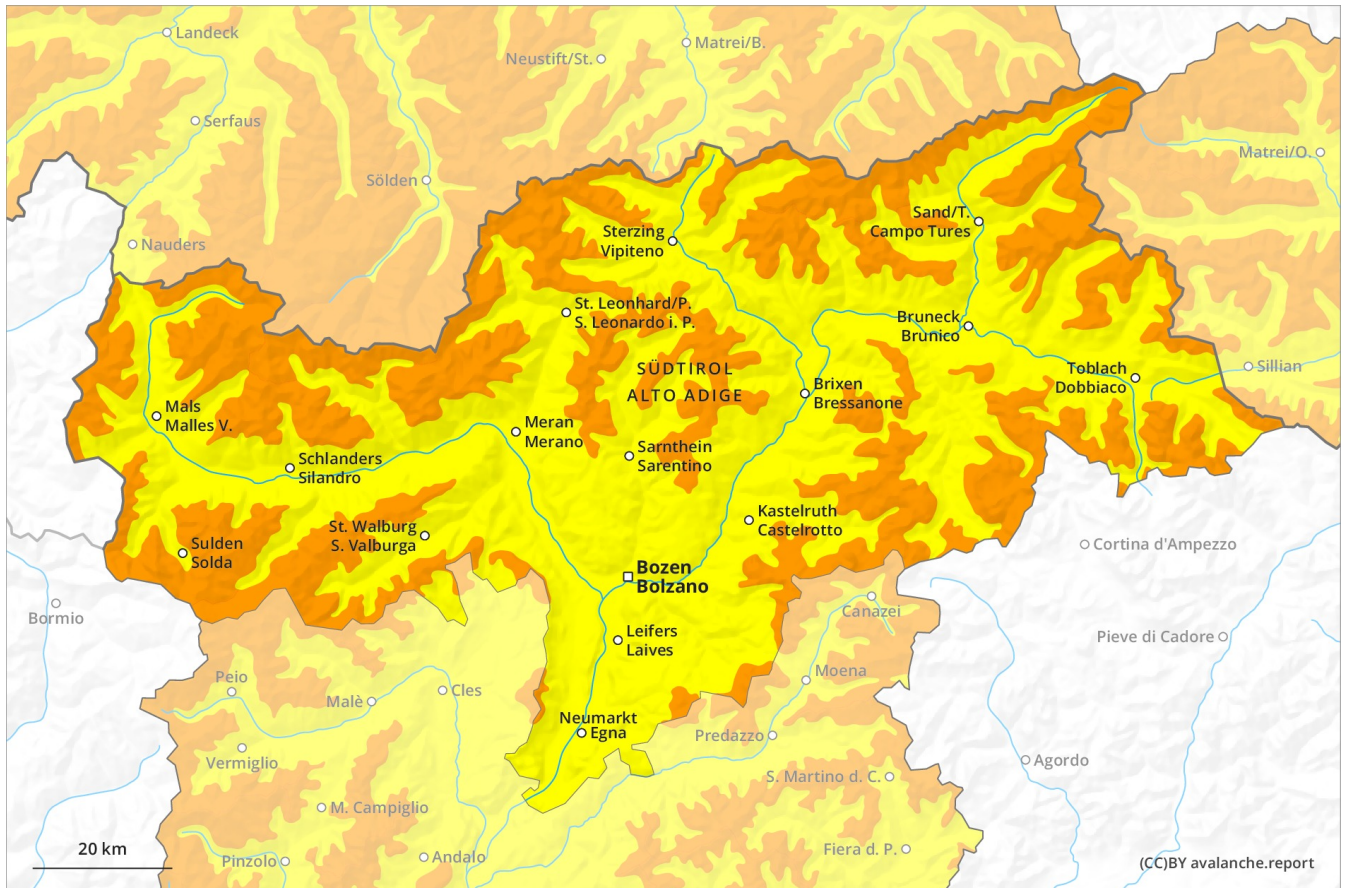 Landeck
Matrei/B.
Neustift/St.
Serfaus
Matrei/O.
Sölden
Sand/T.
Campo Tures
Sterzing
Vipiteno
Nauders
St. Leonhard/P.
S. Leonardo i. P.
Bruneck
Brunico
SÜDTIROL
ALTO ADIGE
Toblach
Dobbiaco
Sillian
Brixen
Bressanone
Mals
Malles V.
Meran
Merano
Sarnthein
Sarentino
Schlanders
Silandro
Kastelruth
Castelrotto
St. Walburg
S. Valburga
Sulden
Solda
Cortina d'Ampezzo
Bozen
Bolzano
Bormio
Canazei
Leifers
Laives
Pieve di Cadore
Peio
Moena
Malè
Cles
Neumarkt
Egna
Predazzo
Vermiglio
Agordo
S. Martino d. C.
M. Campiglio
20 km
Pinzolo
Andalo
Fiera d. P.
(CC)BY avalanche.report